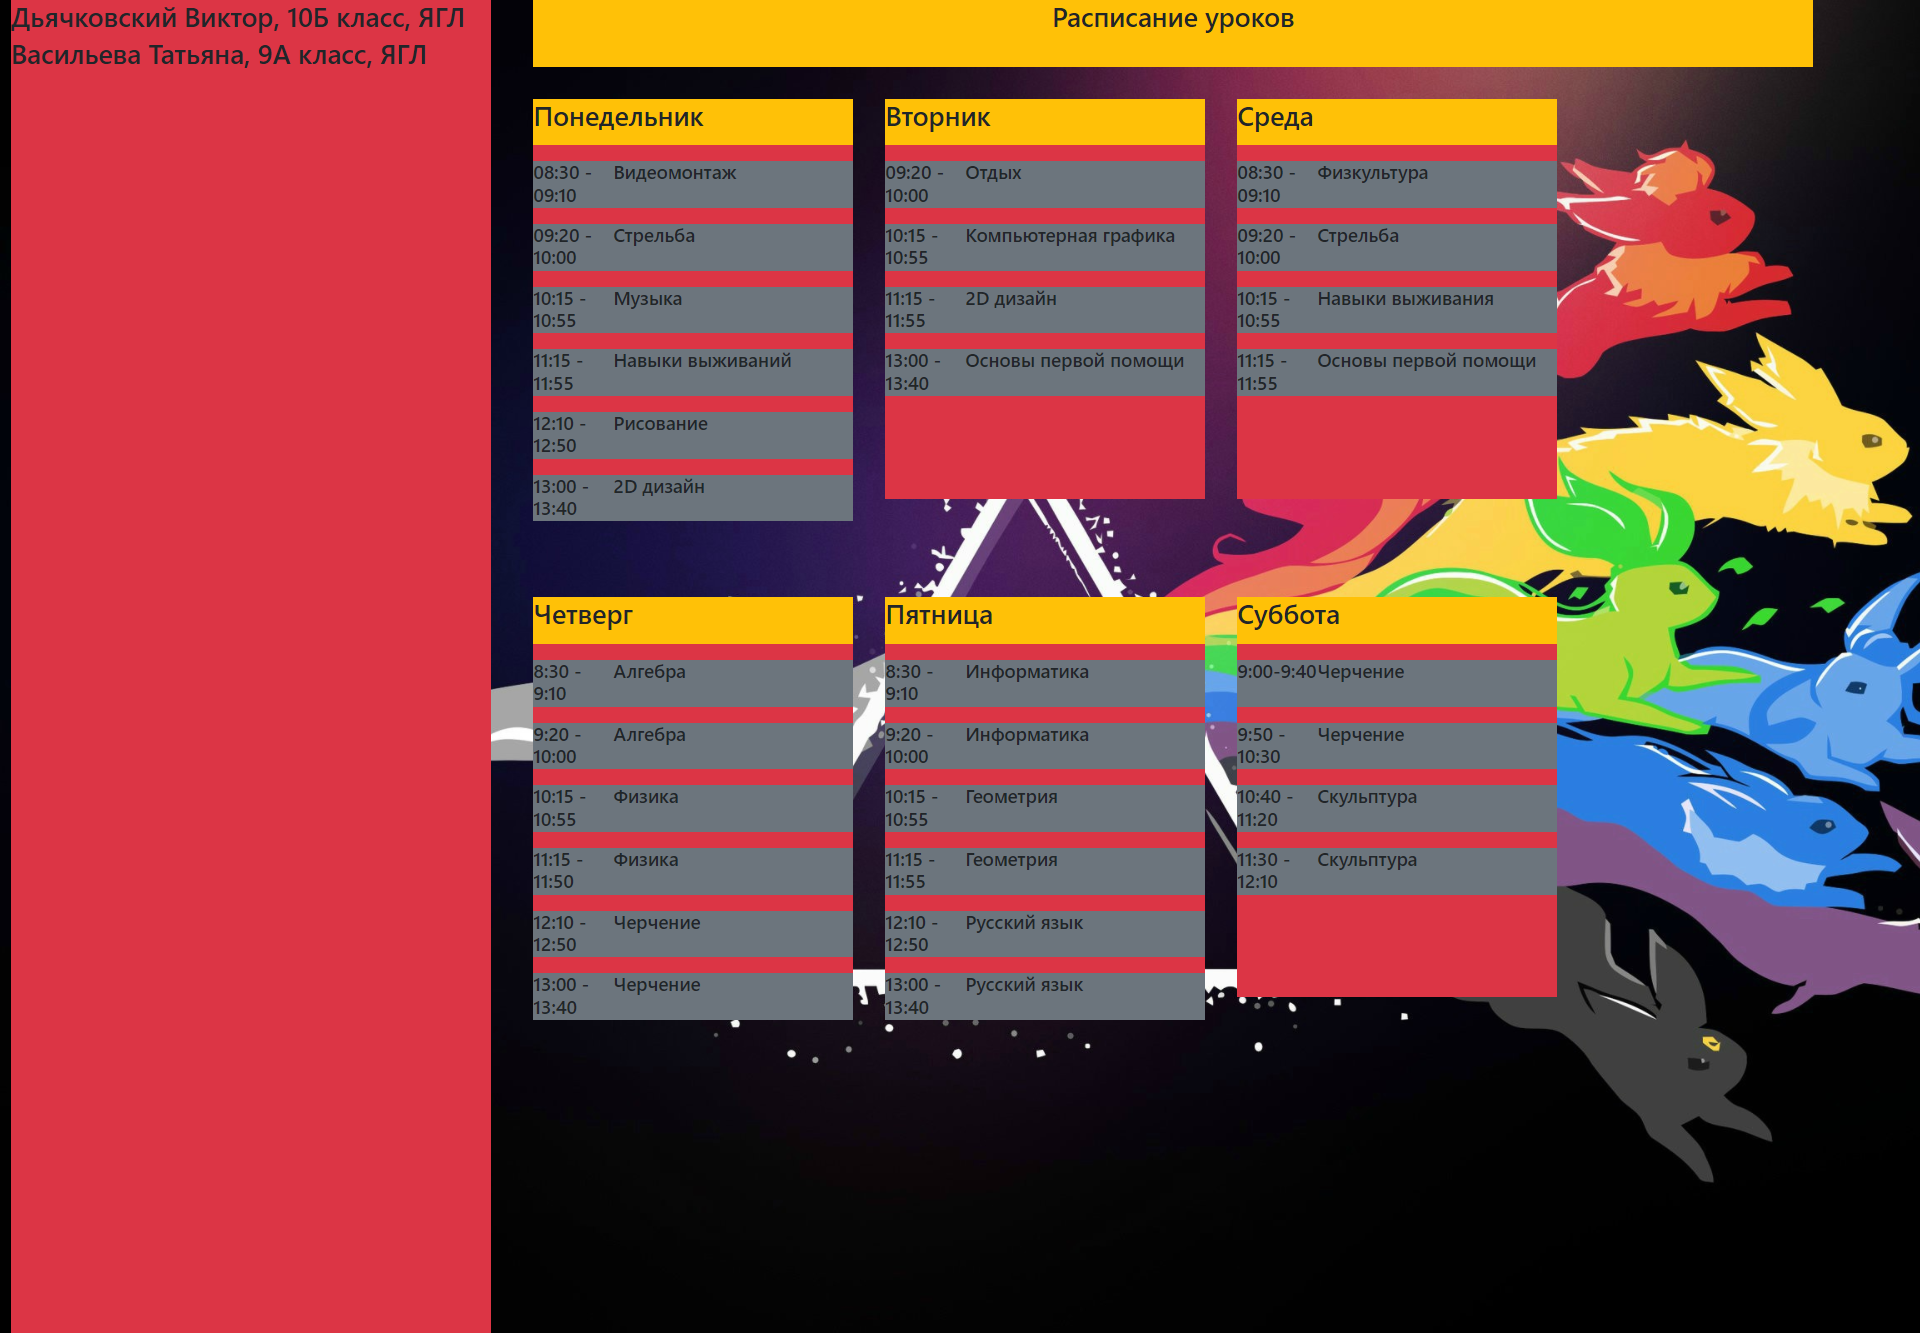 Дьячковский Виктор, 10Б класс, ЯГЛ
Васильева Татьяна, 9А класс, ЯГЛ
Расписание уроков
Понедельник
08:30 - Видеомонтаж
09:10
09:20 - Стрельба
10:00
10:15 - Музыка
10:55
11:15 - Навыки выживаний
11:55
12:10 - Рисование
12:50
13:00 - 2D дизайн
13:40
Вторник
09:20 - Отдых
10:00
10:15 - Компьютерная графика
10:55
11:15 - 2D дизайн
11:55
13:00 - Основы первой помощи
13:40
Среда
08:30 - Физкультура
09:10
09:20 - Стрельба
10:00
10:15 - Навыки выживания
10:55
11:15 - Основы первой помощи
11:55
Четверг
8:30 - Алгебра
9:10
9:20 - Алгебра
10:00
10:15 - Физика
10:55
11:15 - Физика
11:50
12:10 - Черчение
12:50
13:00 - Черчение
13:40
Пятница
8:30 - Информатика
9:10
9:20 - Информатика
10:00
10:15 - Геометрия
10:55
11:15 - Геометрия
11:55
12:10 - Русский язык
12:50
13:00 - Русский язык
13:40
Суббота
9:00-9:40 Черчение
9:50 - Черчение
10:30
10:40 - Скульптура
11:20
11:30 - Скульптура
12:10